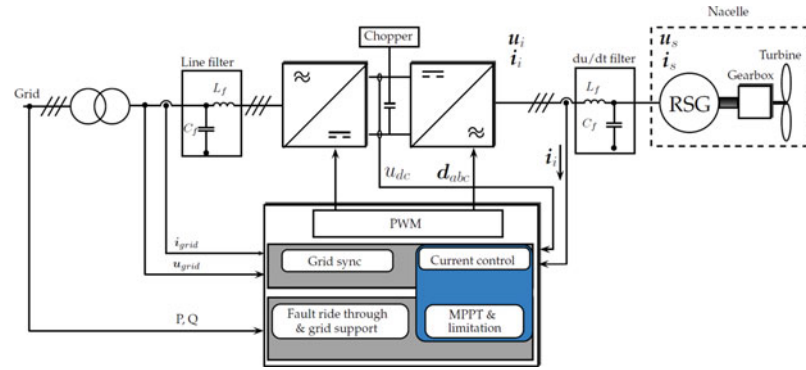 Nacelle
Chopper
Line filter
u_i
i_i
du/dt filter
u_s
i_s
Turbine
Gearbox
Grid
L_f
C_f
L_f
C_f
RSG
u_dc
d_abc
i_i
PWM
i_grid
u_grid
Grid sync
Current control
P, Q
Fault ride through
& grid support
MPPT &
limitation